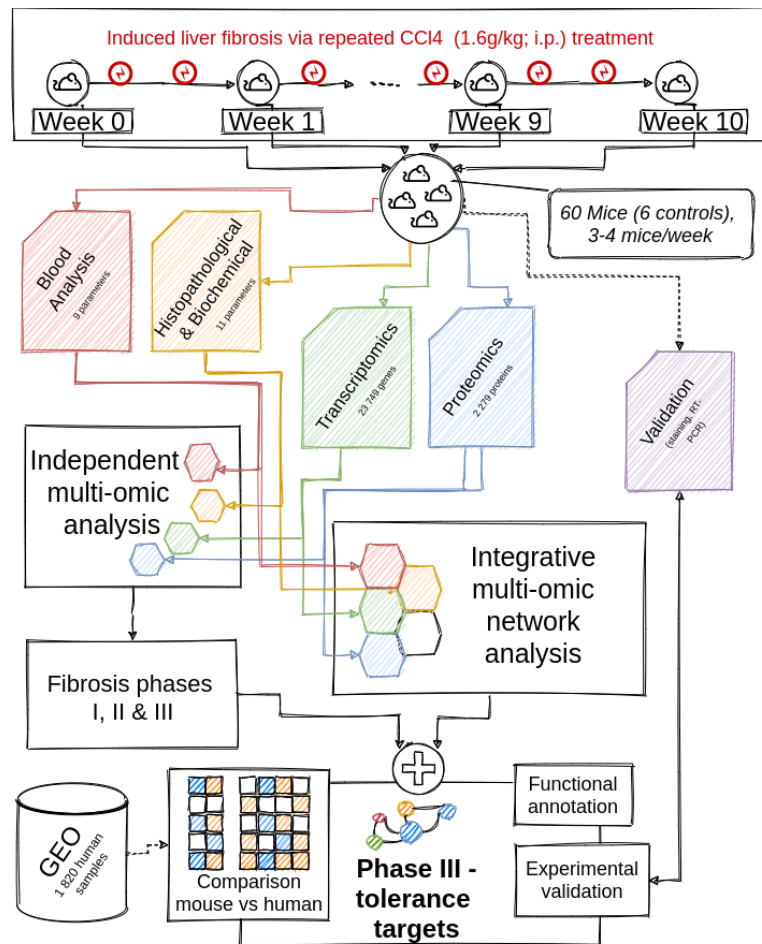 Induced liver fibrosis via repeated CCl4 (1.6g/kg; i.p.) treatment
Week 0
Week 1
Week 9
Week 10
60 Mice (6 controls),
3-4 mice/week
Blood
Analysis
9 parameters
Histopathological
& Biochemical
11 parameters
Transcriptomics
23 749 genes
Proteomics
2 279 proteins
Validation
(staining, RT-
PCR)
Independent
multi-omic
analysis
Integrative
multi-omic
network
analysis
Fibrosis phases
I, II & III
GEO
1 820 human
samples
Comparison
mouse vs human
Phase III -
tolerance
targets
Functional
annotation
Experimental
validation